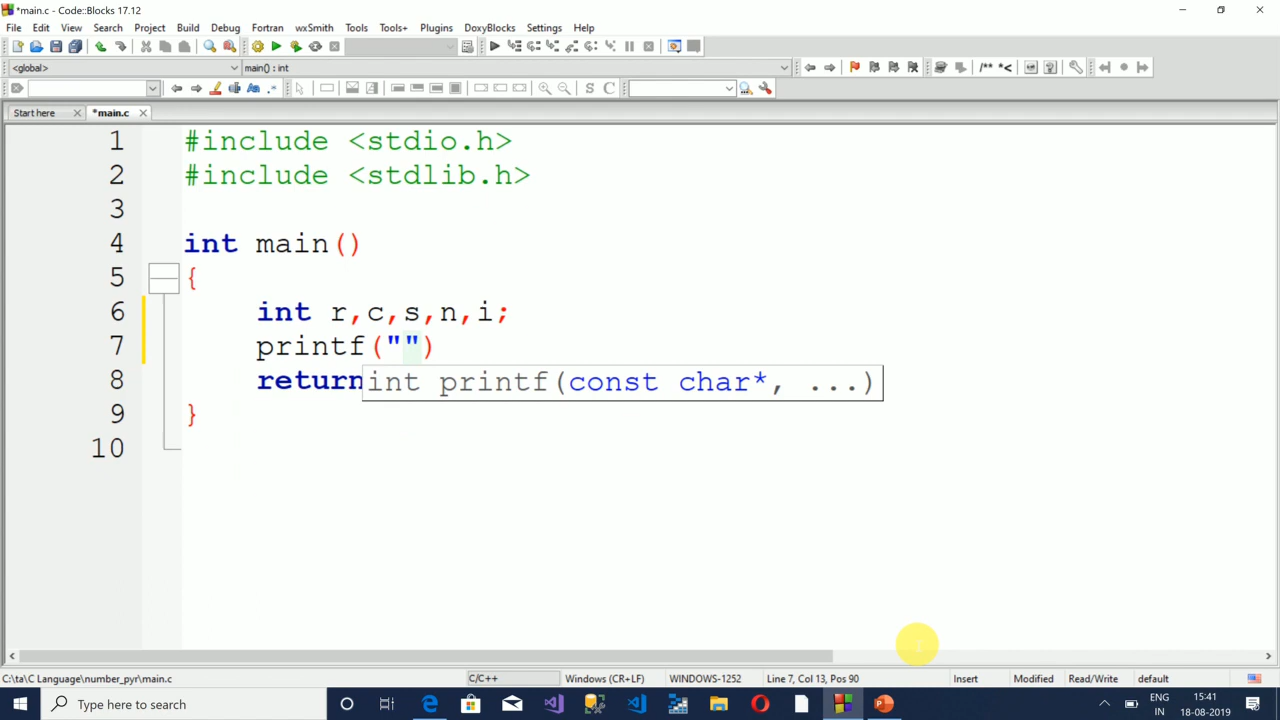 *main.c - Code::Blocks 17.12
File Edit View Search Project Build Debug Fortran wxSmith Tools Tools+ Plugins DoxyBlocks Settings Help
<global> main() : int /** *<
S C
Start here *main.c
1 #include <stdio.h>
2 #include <stdlib.h>
3
4 int main()
5 {
6 int r,c,s,n,i;
7 printf("")
8 return int printf(const char*, ...)
9 }
10
C:\ta\C Language\number_pyr\main.c C/C++ Windows (CR+LF) WINDOWS-1252 Line 7, Col 13, Pos 90 Insert Modified Read/Write default
Type here to search ENG 15:41
IN 18-08-2019